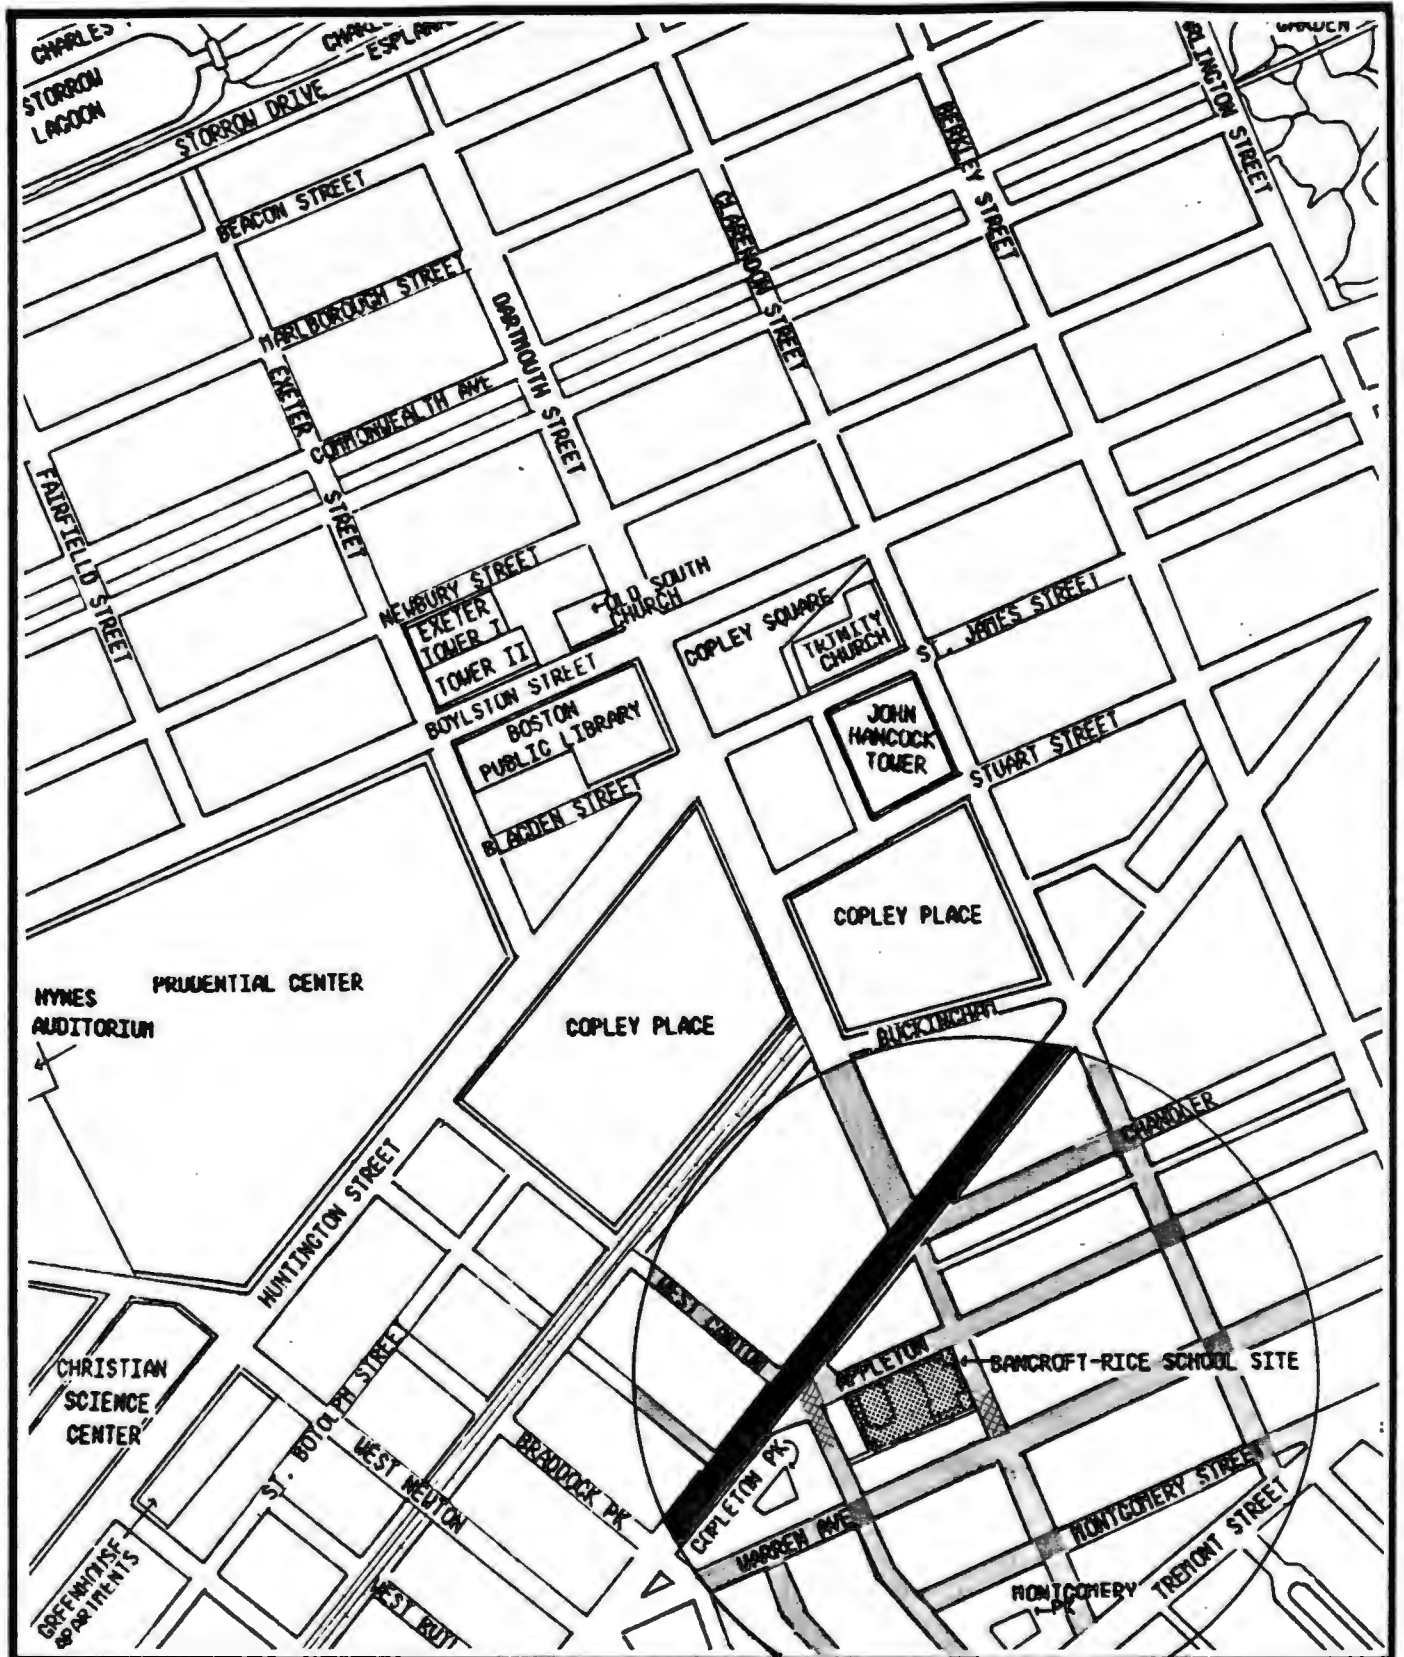 CHARLES
STORROW
LAGOON
STORROW DRIVE
ESPLAN
GARDEN
BEACON STREET
MARLBOROUGH STREET
COMMONWEALTH AVE
EXETER
STREET
DARTMOUTH STREET
CLARENDON STREET
BERKLEY STREET
RLINGTON STREET
FAIRFIELD STREET
NEWBURY STREET
EXETER
TOWER I
TOWER II
OLD SOUTH
CHURCH
COPLEY SQUARE
TRINITY
CHURCH
ST. JAMES STREET
BOYLSTON STREET
BOSTON
PUBLIC LIBRARY
BLAGDEN STREET
JOHN
HANCOCK
TOWER
STUART STREET
COPLEY PLACE
HYNES
AUDITORIUM
PRUDENTIAL CENTER
COPLEY PLACE
BUCKINGHAM
CHANDLER
HUNTINGTON STREET
WEST CANTON
APPLETON
BANCROFT-RICE SCHOOL SITE
CHRISTIAN
SCIENCE
CENTER
ST. BOTOLPH STREET
WEST NEWTON
BRADDOCK PK
COPLETON PK
WARREN AVE
MONTGOMERY STREET
TREMONT STREET
MONTGOMERY
PK
GREENHOUSE
APARTMENTS